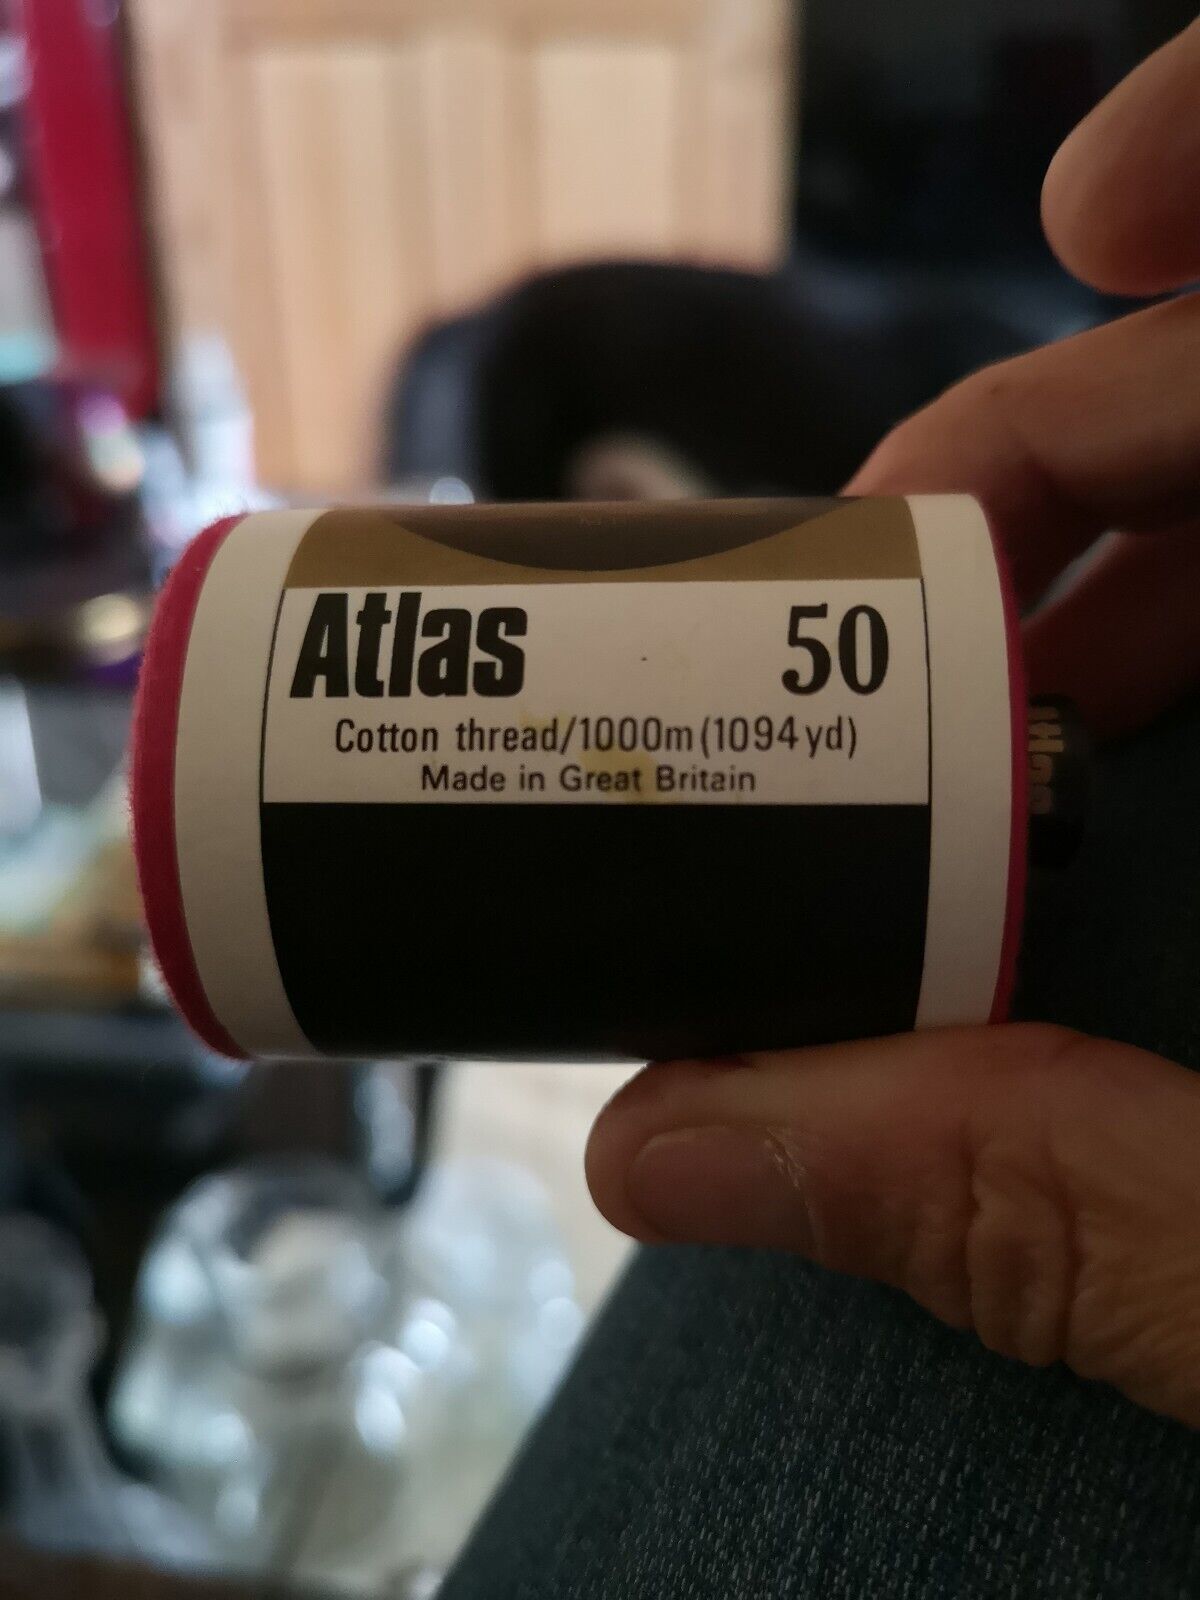 Atlas 50
Cotton thread/1000m(1094yd)
Made in Great Britain